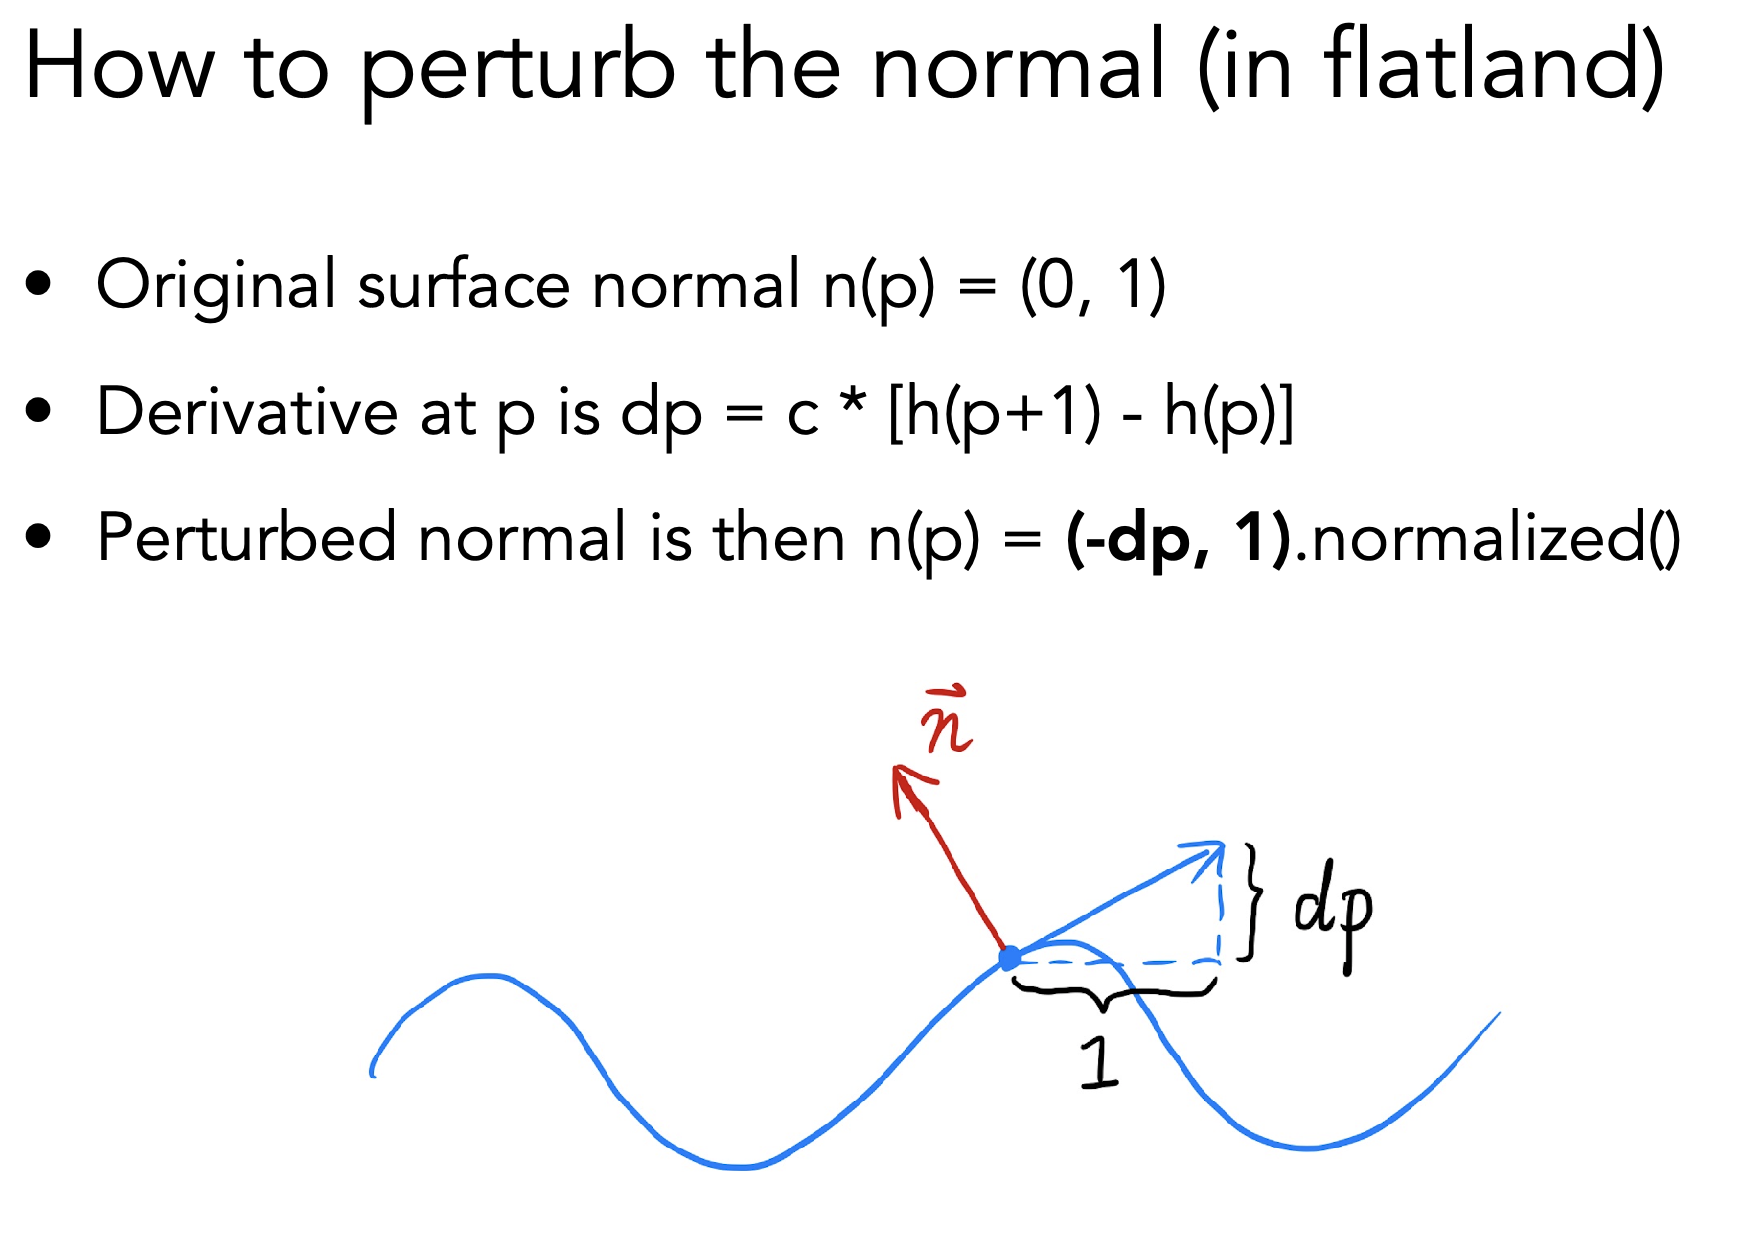 How to perturb the normal (in flatland)
• Original surface normal n(p) = (0, 1)
• Derivative at p is dp = c * [h(p+1) - h(p)]
• Perturbed normal is then n(p) = (-dp, 1).normalized()
n⃗
dp
1